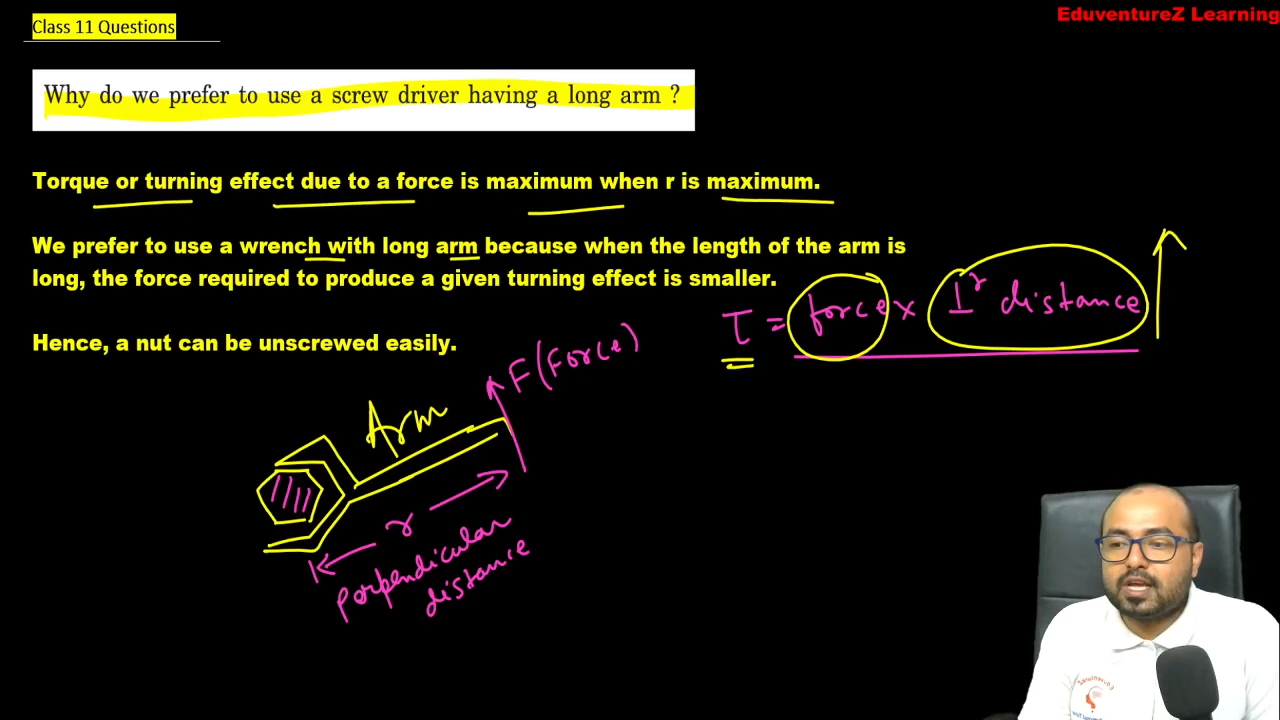 Class 11 Questions
EduventureZ Learning
Why do we prefer to use a screw driver having a long arm ?
Torque or turning effect due to a force is maximum when r is maximum.
We prefer to use a wrench with long arm because when the length of the arm is
long, the force required to produce a given turning effect is smaller.
τ = force × ⊥r distance
Hence, a nut can be unscrewed easily.
F (Force)
Arm
r
perpendicular
distance